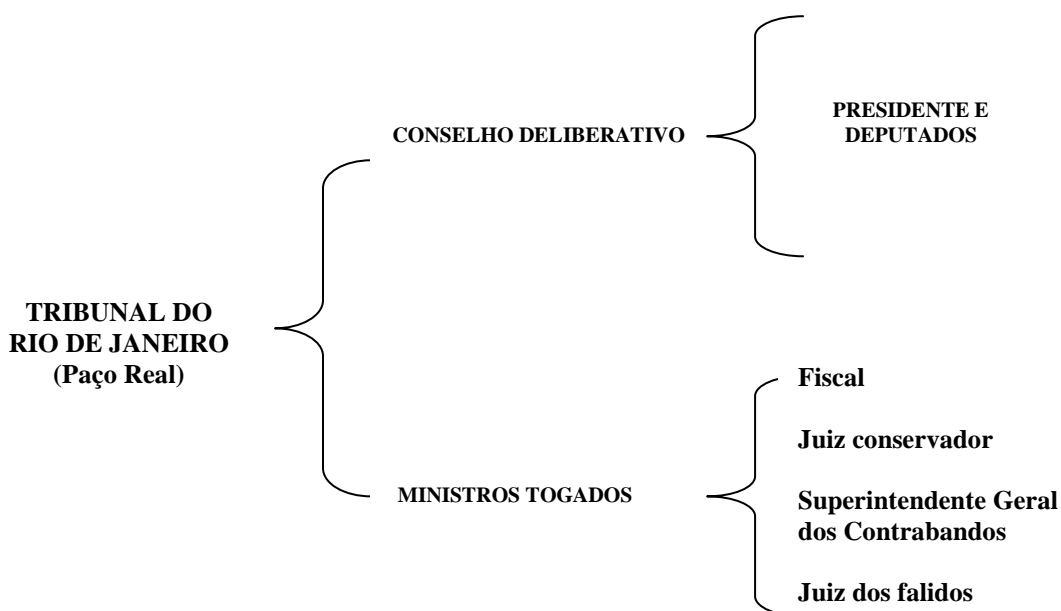 TRIBUNAL DO
RIO DE JANEIRO
(Paço Real)
CONSELHO DELIBERATIVO
PRESIDENTE E
DEPUTADOS
MINISTROS TOGADOS
Fiscal
Juiz conservador
Superintendente Geral
dos Contrabandos
Juiz dos falidos